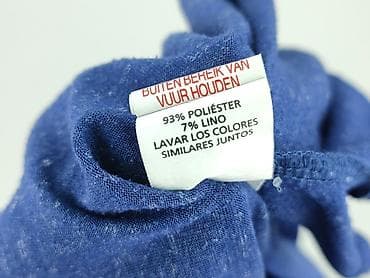 BUITEN BEREIK VAN
VUUR HOUDEN
93% POLIÉSTER
7% LINO
LAVAR LOS COLORES
SIMILARES JUNTOS